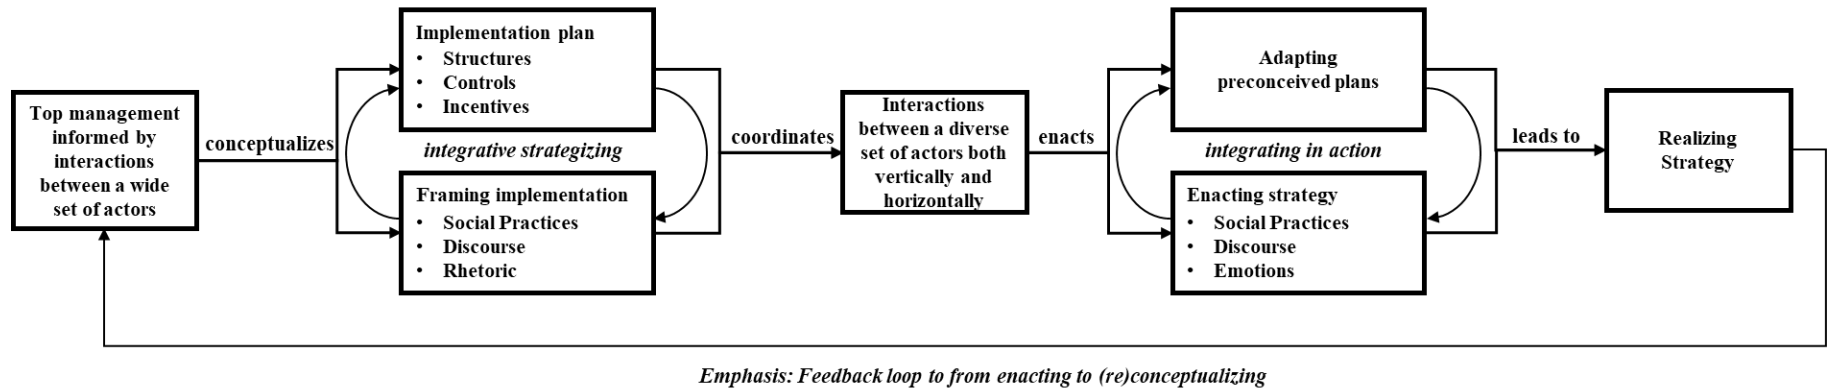 Top management
informed by
interactions
between a wide
set of actors
conceptualizes
Implementation plan
• Structures
• Controls
• Incentives
integrative strategizing
Framing implementation
• Social Practices
• Discourse
• Rhetoric
coordinates
Interactions
between a diverse
set of actors both
vertically and
horizontally
enacts
Adapting
preconceived plans
integrating in action
Enacting strategy
• Social Practices
• Discourse
• Emotions
leads to
Realizing
Strategy
Emphasis: Feedback loop to from enacting to (re)conceptualizing